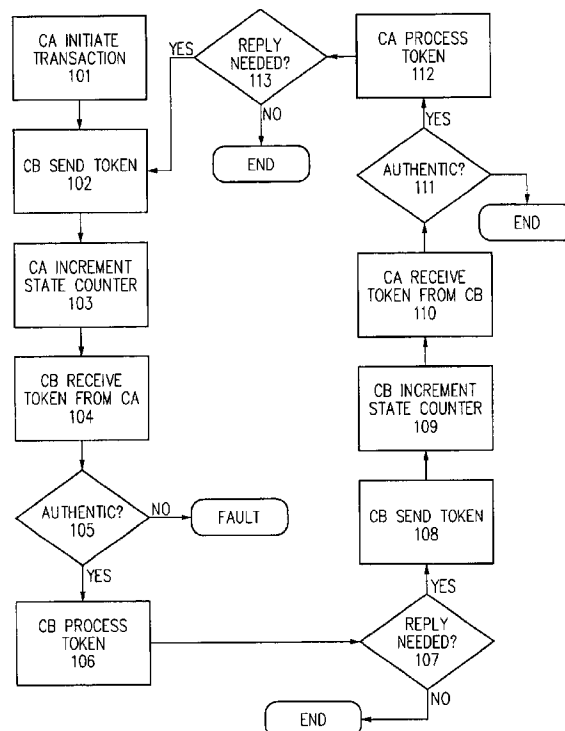 CA INITIATE
TRANSACTION
101
CB SEND TOKEN
102
CA INCREMENT
STATE COUNTER
103
CB RECEIVE
TOKEN FROM CA
104
AUTHENTIC?
105
NO
FAULT
YES
CB PROCESS
TOKEN
106
REPLY
NEEDED?
107
NO
END
YES
CB SEND TOKEN
108
CB INCREMENT
STATE COUNTER
109
CA RECEIVE
TOKEN FROM CB
110
AUTHENTIC?
111
END
YES
CA PROCESS
TOKEN
112
REPLY
NEEDED?
113
YES
NO
END